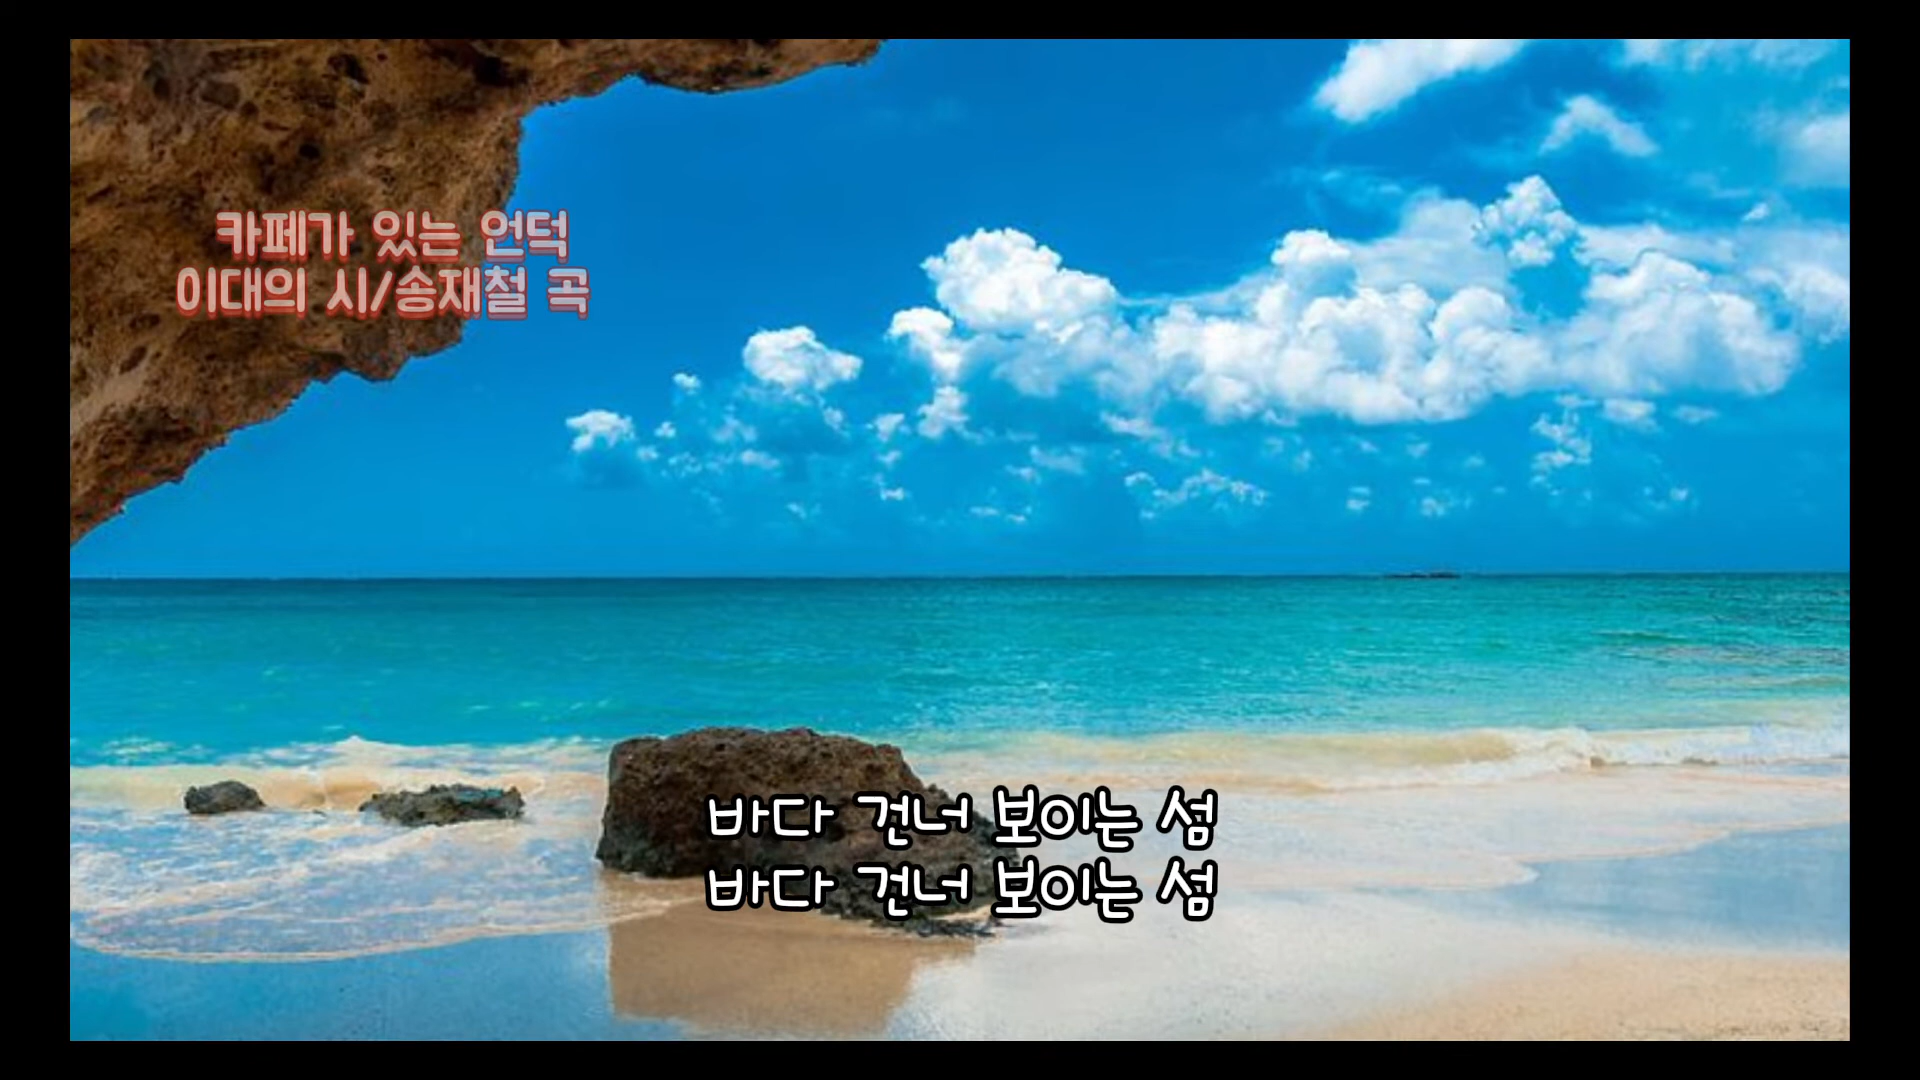 카페가 있는 언덕
이대의 시/송재철 곡
바다 건너 보이는 섬
바다 건너 보이는 섬